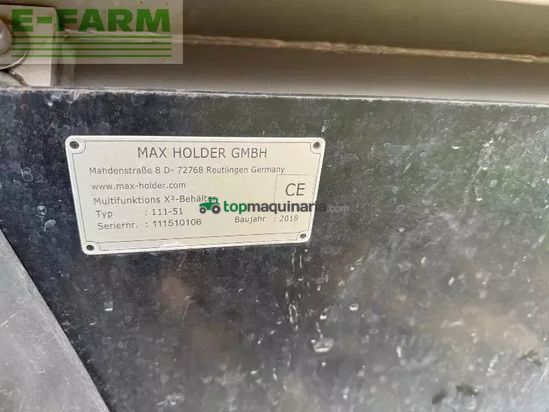 E-FARM
MAX HOLDER GMBH
Mahdenstraße 8 D- 72768 Reutlingen Germany
www.max-holder.com
Multifunktions X³-Behälter
CE
Typ : 111-51
topmaquinaria.com
Baujahr : 2018
Seriennr. : 111510106